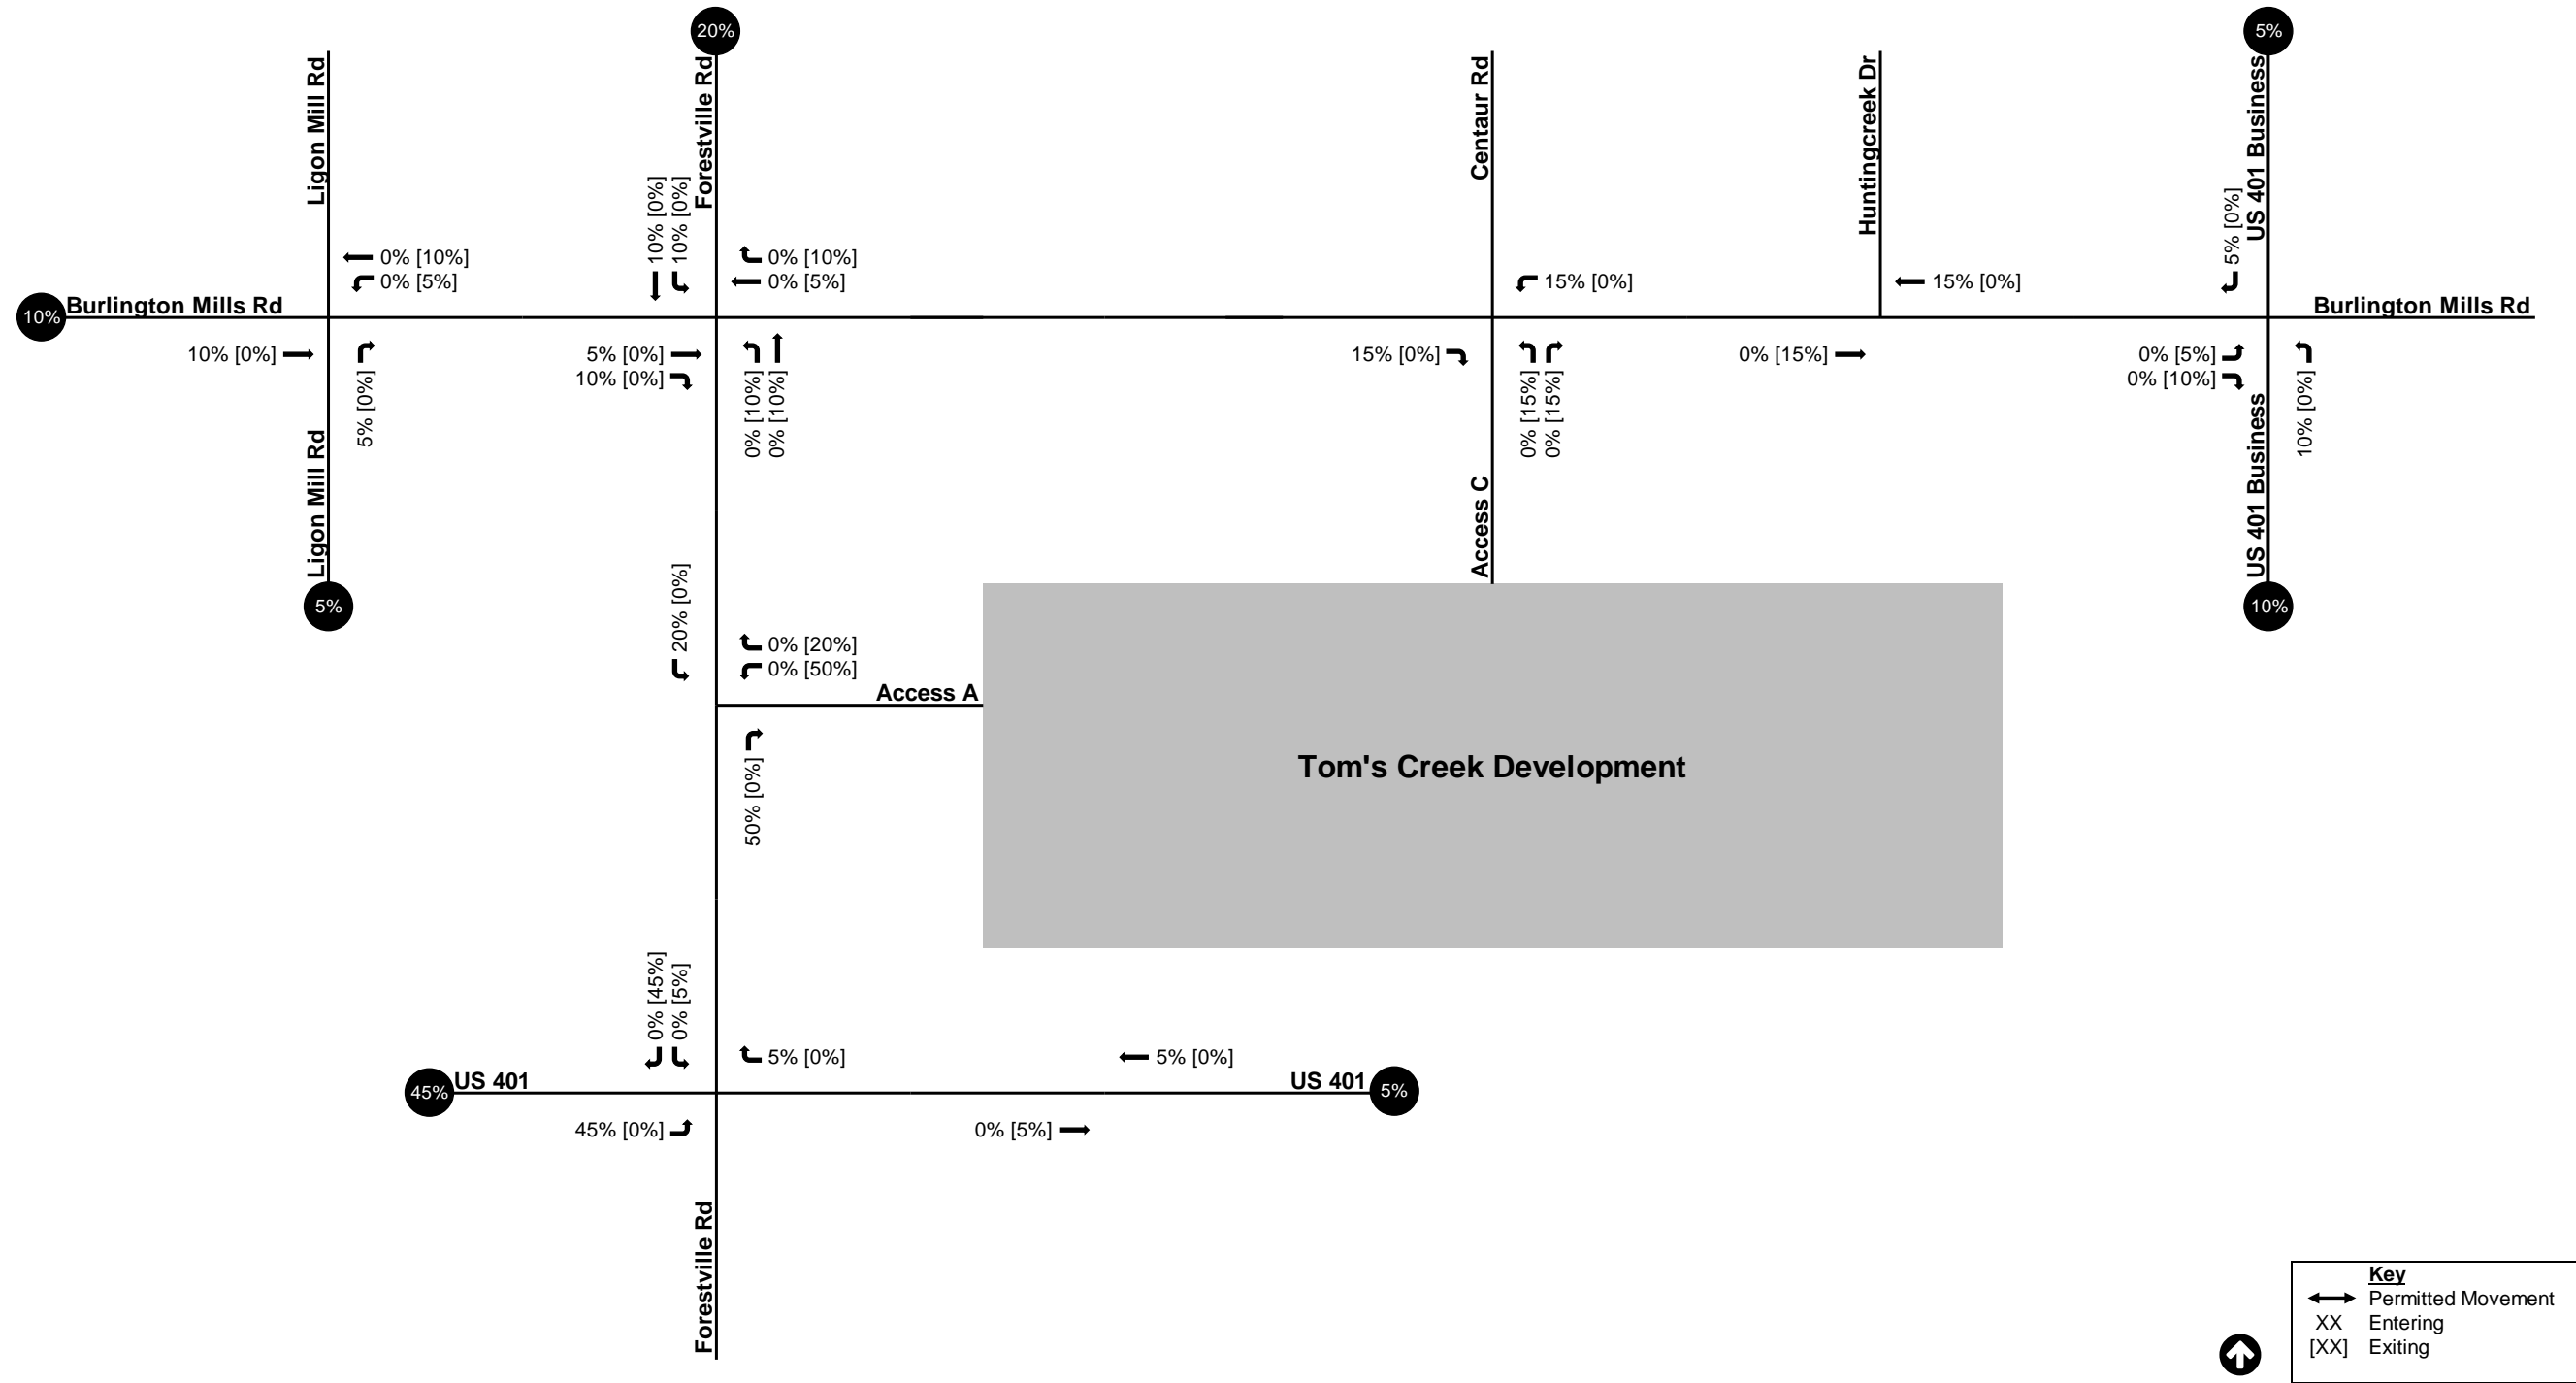 20%
5%
Ligon Mill Rd
Forestville Rd
Centaur Rd
Huntingcreek Dr
US 401 Business
10% [0%]
10% [0%]
5% [0%]
0% [10%]
0% [5%]
0% [10%]
0% [5%]
15% [0%]
15% [0%]
10%
Burlington Mills Rd
Burlington Mills Rd
10% [0%]
5% [0%]
5% [0%]
10% [0%]
0% [10%]
0% [10%]
15% [0%]
0% [15%]
0% [15%]
0% [15%]
0% [5%]
0% [10%]
10% [0%]
Ligon Mill Rd
Access C
US 401 Business
5%
10%
20% [0%]
0% [20%]
0% [50%]
Access A
50% [0%]
Tom's Creek Development
0% [45%]
0% [5%]
5% [0%]
5% [0%]
45%
US 401
US 401
5%
45% [0%]
0% [5%]
Forestville Rd
Key
Permitted Movement
XX Entering
[XX] Exiting